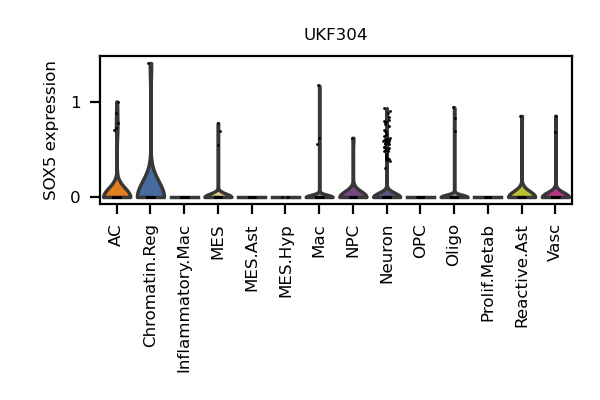 UKF304
SOX5 expression
1
0
AC
Chromatin.Reg
Inflammatory.Mac
MES
MES.Ast
MES.Hyp
Mac
NPC
Neuron
OPC
Oligo
Prolif.Metab
Reactive.Ast
Vasc